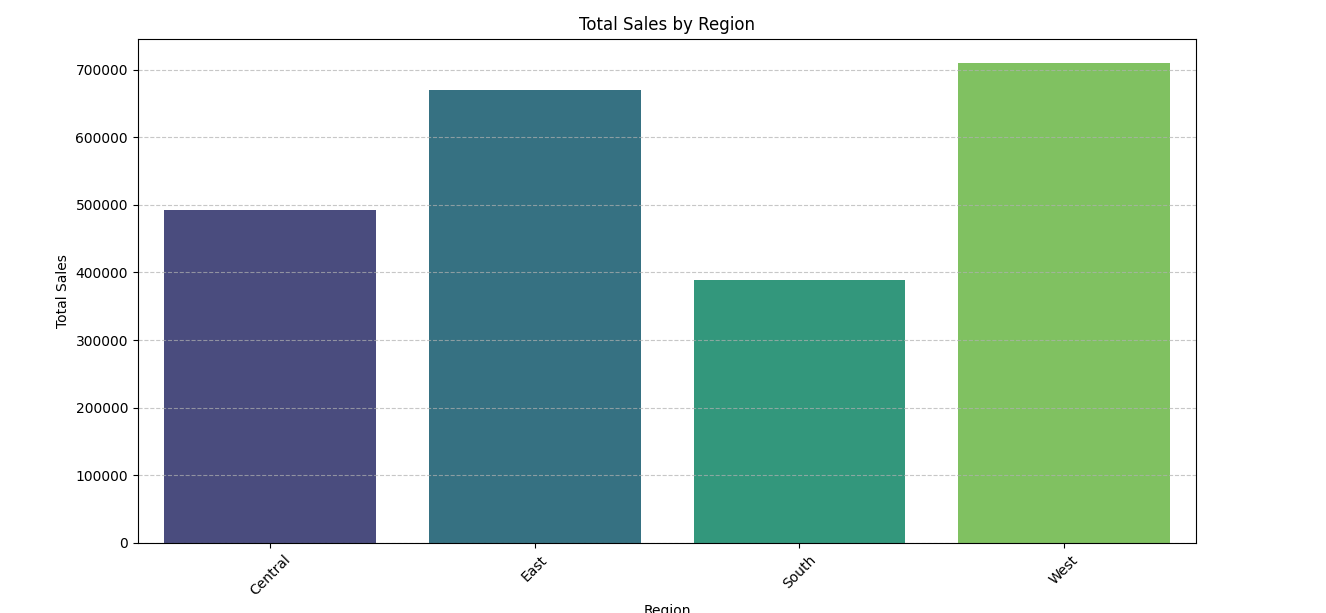 Total Sales by Region
Total Sales
700000
600000
500000
400000
300000
200000
100000
0
Central
East
South
West
Region